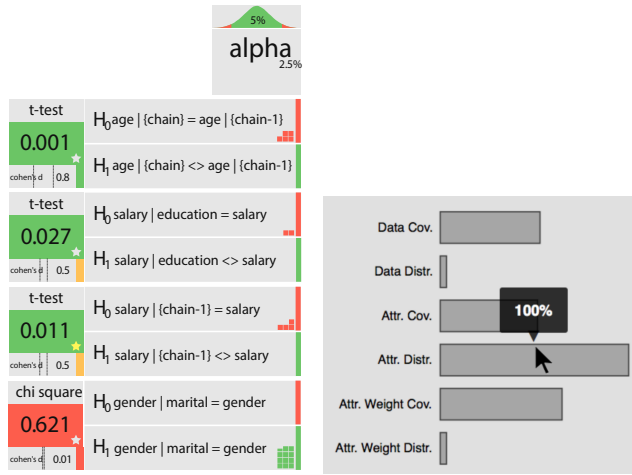 5%
alpha
2.5%
t-test
0.001
cohen's d 0.8
H0 age | {chain} = age | {chain-1}
H1 age | {chain} <> age | {chain-1}
t-test
0.027
cohen's d 0.5
H0 salary | education = salary
H1 salary | education <> salary
t-test
0.011
cohen's d 0.5
H0 salary | {chain-1} = salary
H1 salary | {chain-1} <> salary
chi square
0.621
cohen's d 0.01
H0 gender | marital = gender
H1 gender | marital = gender
Data Cov.
Data Distr.
Attr. Cov.
100%
Attr. Distr.
Attr. Weight Cov.
Attr. Weight Distr.